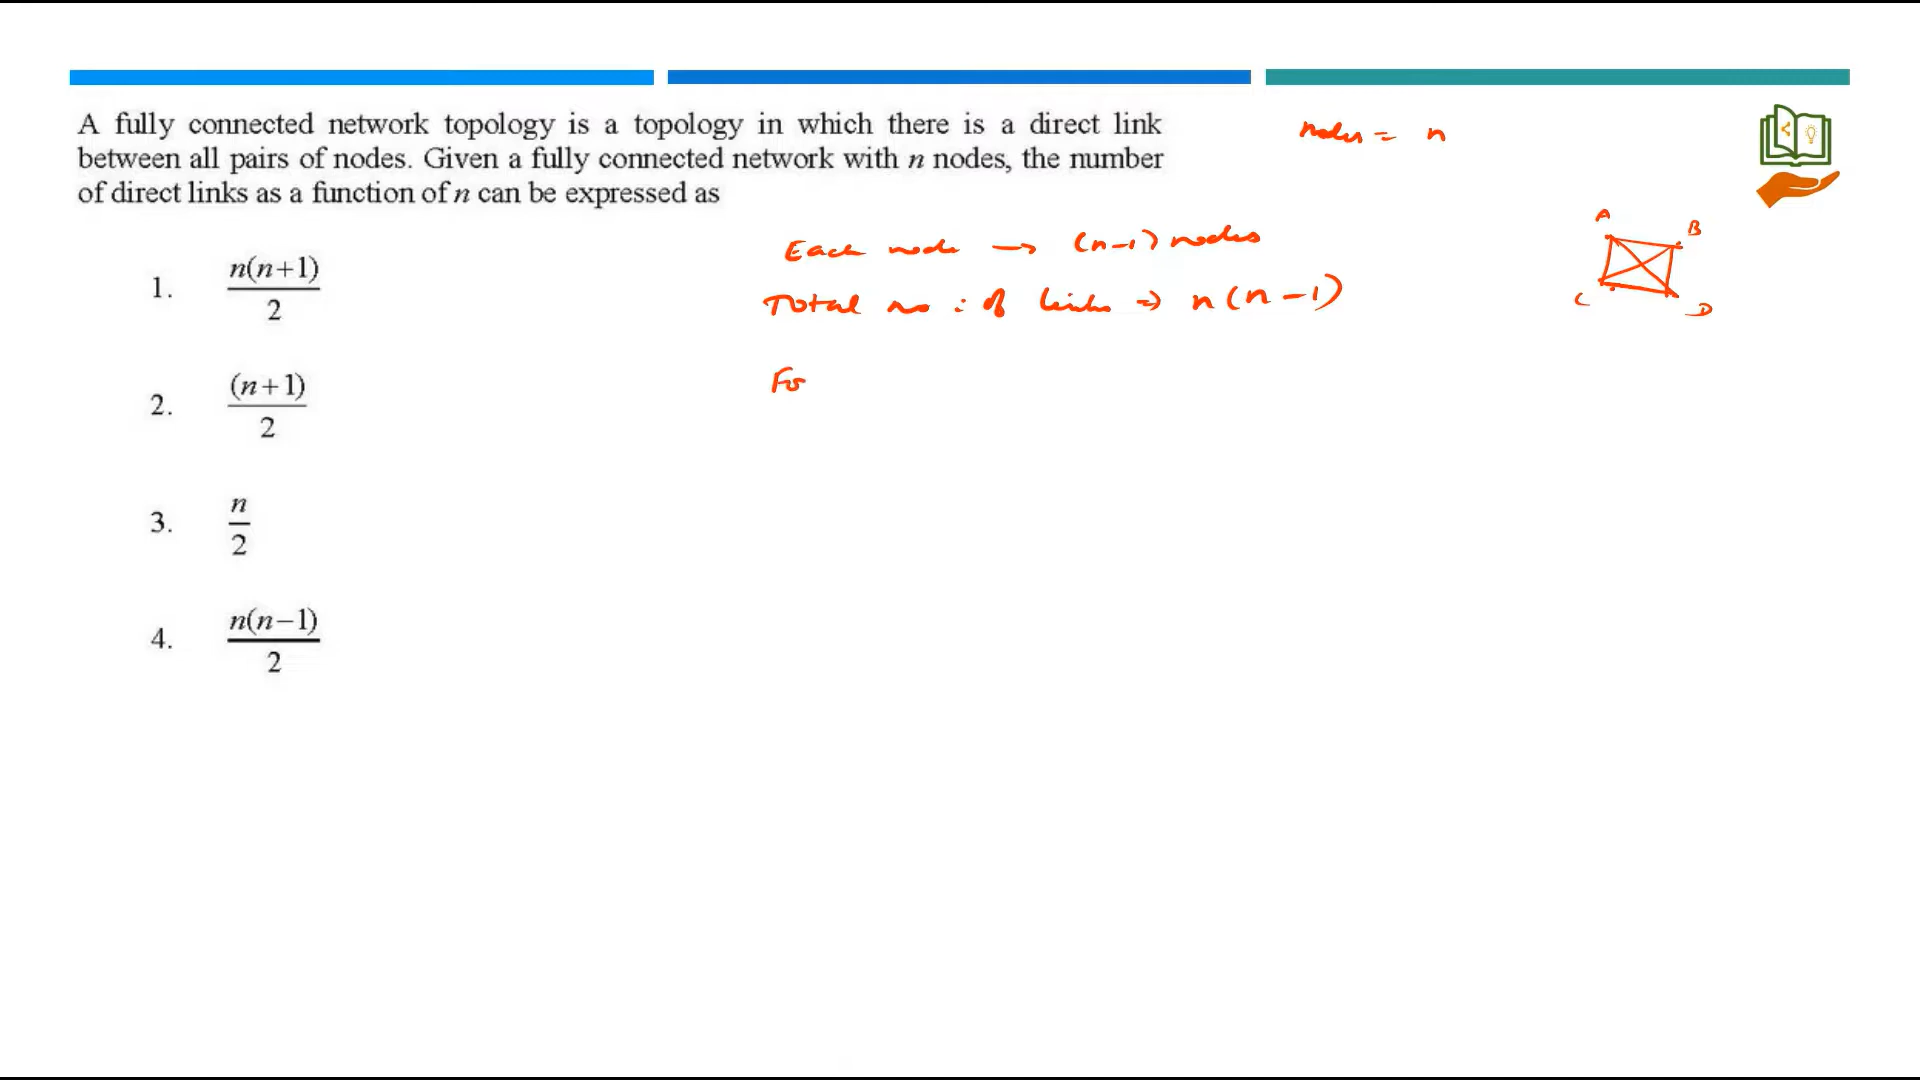 A fully connected network topology is a topology in which there is a direct link
between all pairs of nodes. Given a fully connected network with n nodes, the number
of direct links as a function of n can be expressed as
1. n(n+1)/2
2. (n+1)/2
3. n/2
4. n(n−1)/2
nodes = n
A
B
C
D
Each node → (n-1) nodes
Total no : of links ⇒ n(n-1)